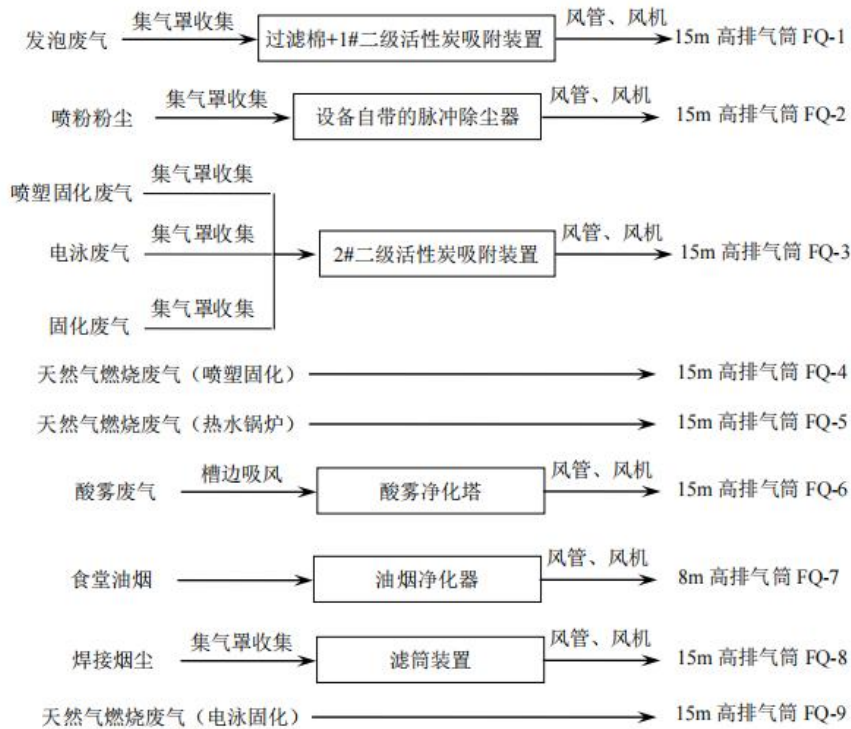 发泡废气 集气罩收集 过滤棉+1#二级活性炭吸附装置 风管、风机 15m 高排气筒 FQ-1
喷粉粉尘 集气罩收集 设备自带的脉冲除尘器 风管、风机 15m 高排气筒 FQ-2
喷塑固化废气 集气罩收集
电泳废气 集气罩收集 2#二级活性炭吸附装置 风管、风机 15m 高排气筒 FQ-3
固化废气 集气罩收集
天然气燃烧废气（喷塑固化） 15m 高排气筒 FQ-4
天然气燃烧废气（热水锅炉） 15m 高排气筒 FQ-5
酸雾废气 槽边吸风 酸雾净化塔 风管、风机 15m 高排气筒 FQ-6
食堂油烟 油烟净化器 风管、风机 8m 高排气筒 FQ-7
焊接烟尘 集气罩收集 滤筒装置 风管、风机 15m 高排气筒 FQ-8
天然气燃烧废气（电泳固化） 15m 高排气筒 FQ-9